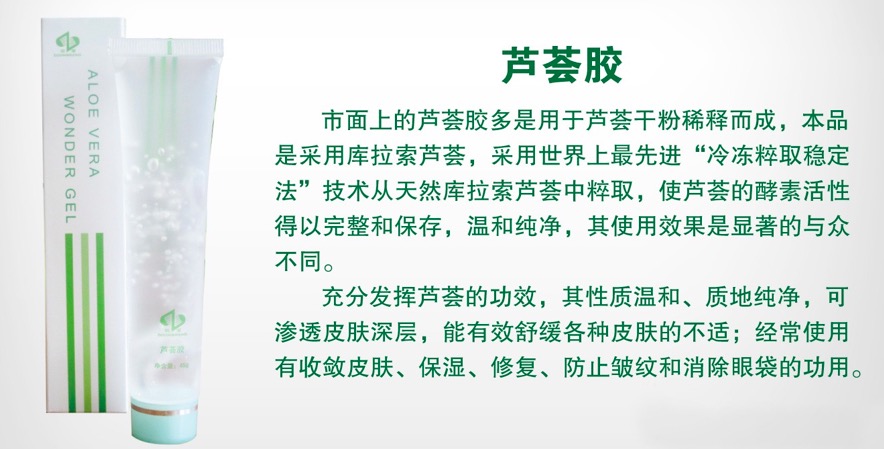 芦荟胶
市面上的芦荟胶多是用于芦荟干粉稀释而成，本品
是采用库拉索芦荟，采用世界上最先进“冷冻粹取稳定
法”技术从天然库拉索芦荟中粹取，使芦荟的酵素活性
得以完整和保存，温和纯净，其使用效果是显著的与众
不同。
充分发挥芦荟的功效，其性质温和、质地纯净，可
渗透皮肤深层，能有效舒缓各种皮肤的不适；经常使用
有收敛皮肤、保湿、修复、防止皱纹和消除眼袋的功用。
ALOE VERA
WONDER GEL
芦荟胶